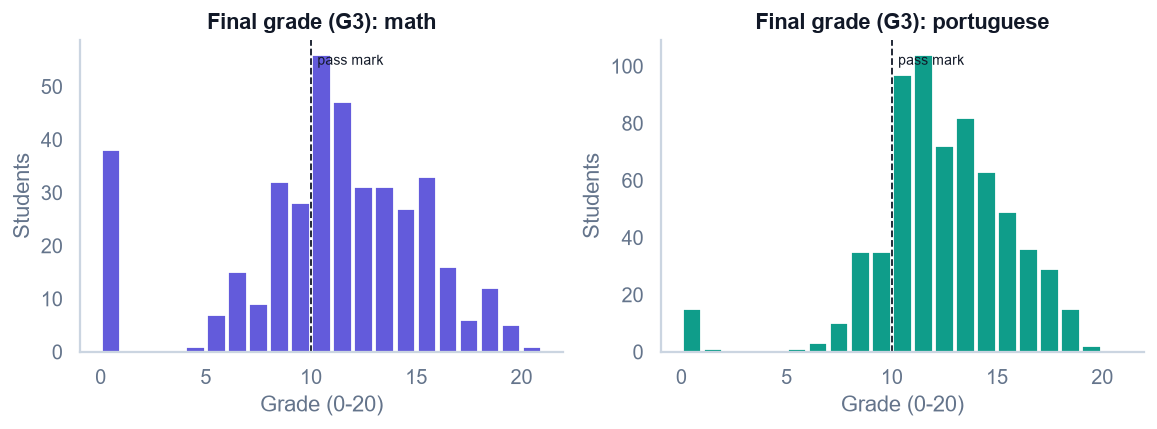 Final grade (G3): math
pass mark
50
40
30
20
10
0
Students
0 5 10 15 20
Grade (0-20)
Final grade (G3): portuguese
pass mark
100
80
60
40
20
0
Students
0 5 10 15 20
Grade (0-20)